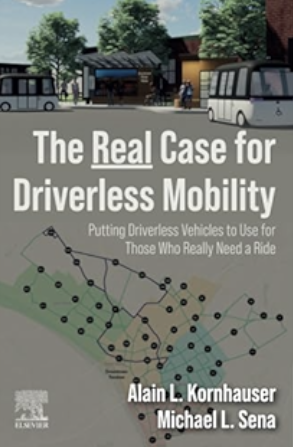 The Real Case for
Driverless Mobility
Putting Driverless Vehicles to Use for
Those Who Really Need a Ride
Alain L. Kornhauser
Michael L. Sena
ELSEVIER